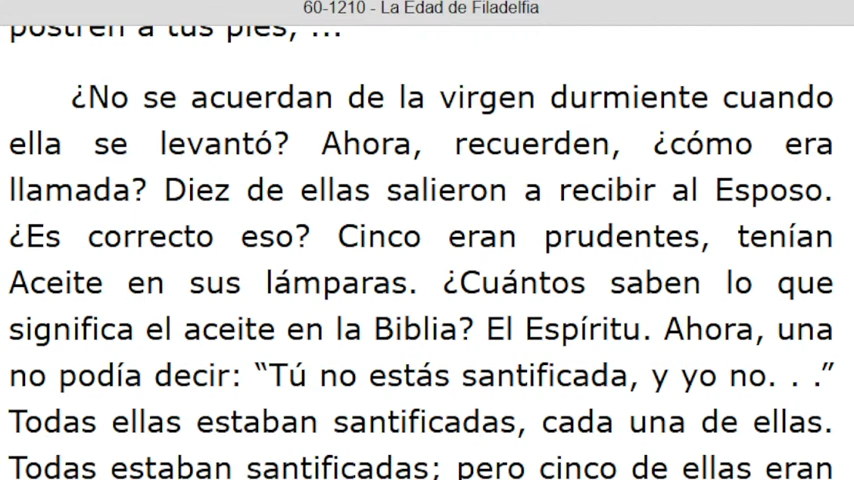 60-1210 - La Edad de Filadelfia
postren a tus pies, ...
¿No se acuerdan de la virgen durmiente cuando
ella se levantó? Ahora, recuerden, ¿cómo era
llamada? Diez de ellas salieron a recibir al Esposo.
¿Es correcto eso? Cinco eran prudentes, tenían
Aceite en sus lámparas. ¿Cuántos saben lo que
significa el aceite en la Biblia? El Espíritu. Ahora, una
no podía decir: “Tú no estás santificada, y yo no. . .”
Todas ellas estaban santificadas, cada una de ellas.
Todas estaban santificadas; pero cinco de ellas eran